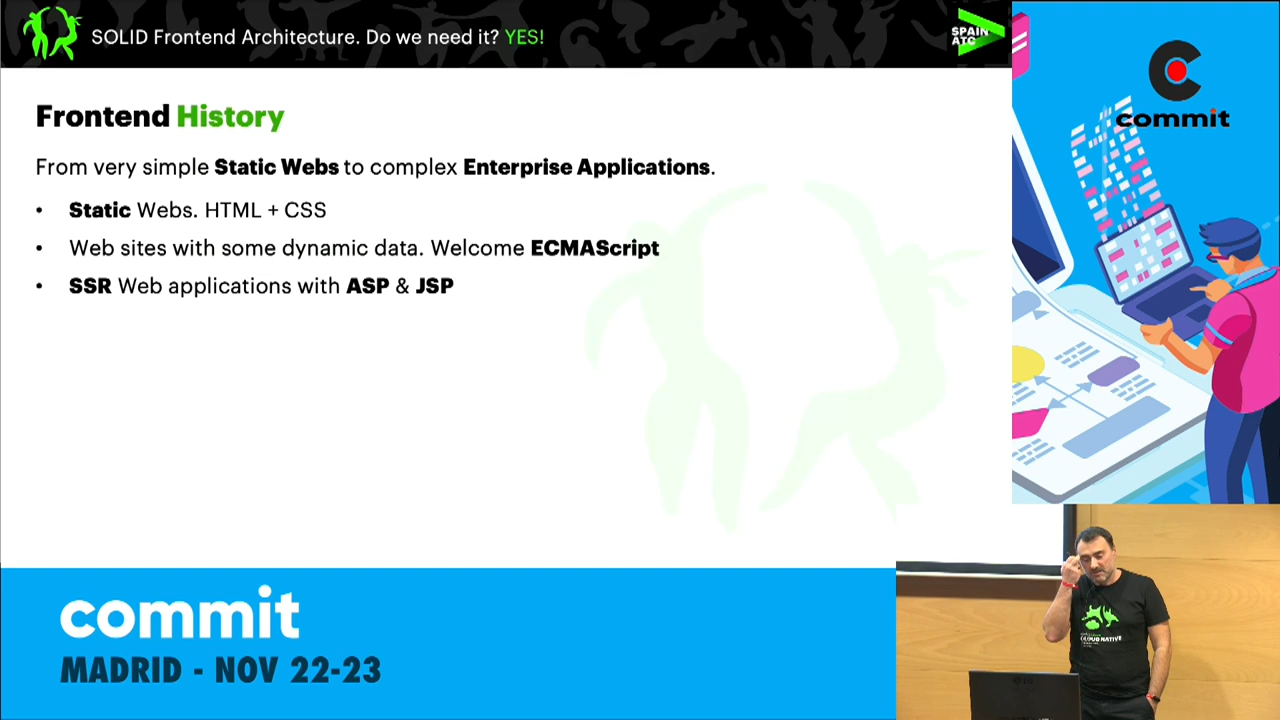 SOLID Frontend Architecture. Do we need it? YES!
SPAIN
ATC
commit
Frontend History
From very simple Static Webs to complex Enterprise Applications.
• Static Webs. HTML + CSS
• Web sites with some dynamic data. Welcome ECMAScript
• SSR Web applications with ASP & JSP
commit
MADRID - NOV 22-23
CLOUD NATIVE